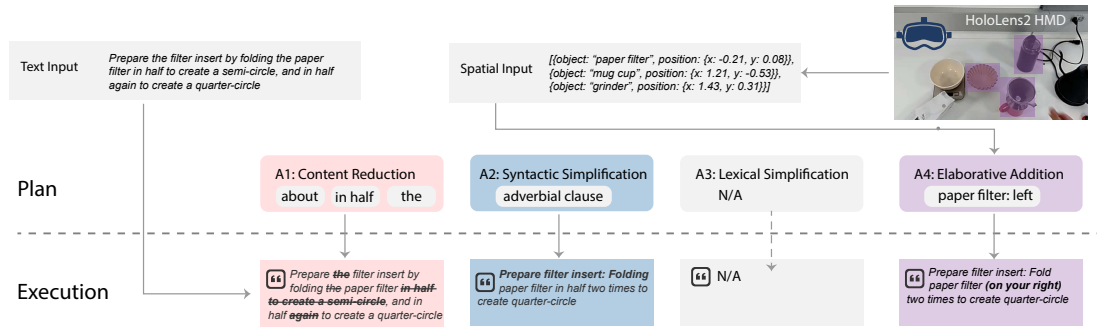 HoloLens2 HMD
Text Input
Prepare the filter insert by folding the paper
filter in half to create a semi-circle, and in half
again to create a quarter-circle
Spatial Input
[{object: “paper filter”, position: {x: -0.21, y: 0.08}},
{object: “mug cup”, position: {x: 1.21, y: -0.53}},
{object: “grinder”, position: {x: 1.43, y: 0.31}}]
Plan
A1: Content Reduction
about in half the
A2: Syntactic Simplification
adverbial clause
A3: Lexical Simplification
N/A
A4: Elaborative Addition
paper filter: left
Execution
Prepare the filter insert by
folding the paper filter in half
to create a semi-circle, and in
half again to create a quarter-circle
Prepare filter insert: Folding
paper filter in half two times to
create quarter-circle
N/A
Prepare filter insert: Fold
paper filter (on your right)
two times to create quarter-circle